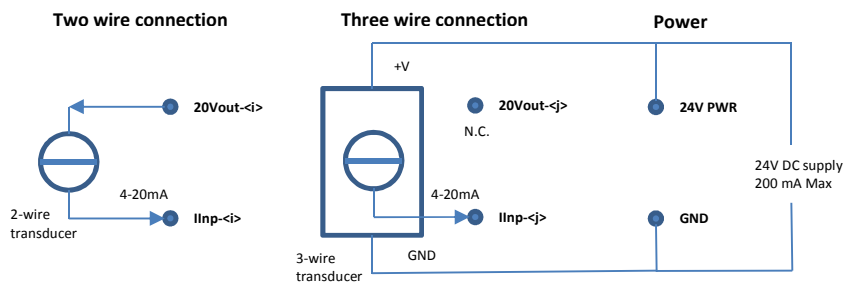 Two wire connection
Three wire connection
Power
+V
20Vout-<i>
20Vout-<j>
24V PWR
N.C.
24V DC supply
200 mA Max
4-20mA
4-20mA
2-wire
transducer
IInp-<i>
IInp-<j>
GND
3-wire
transducer
GND